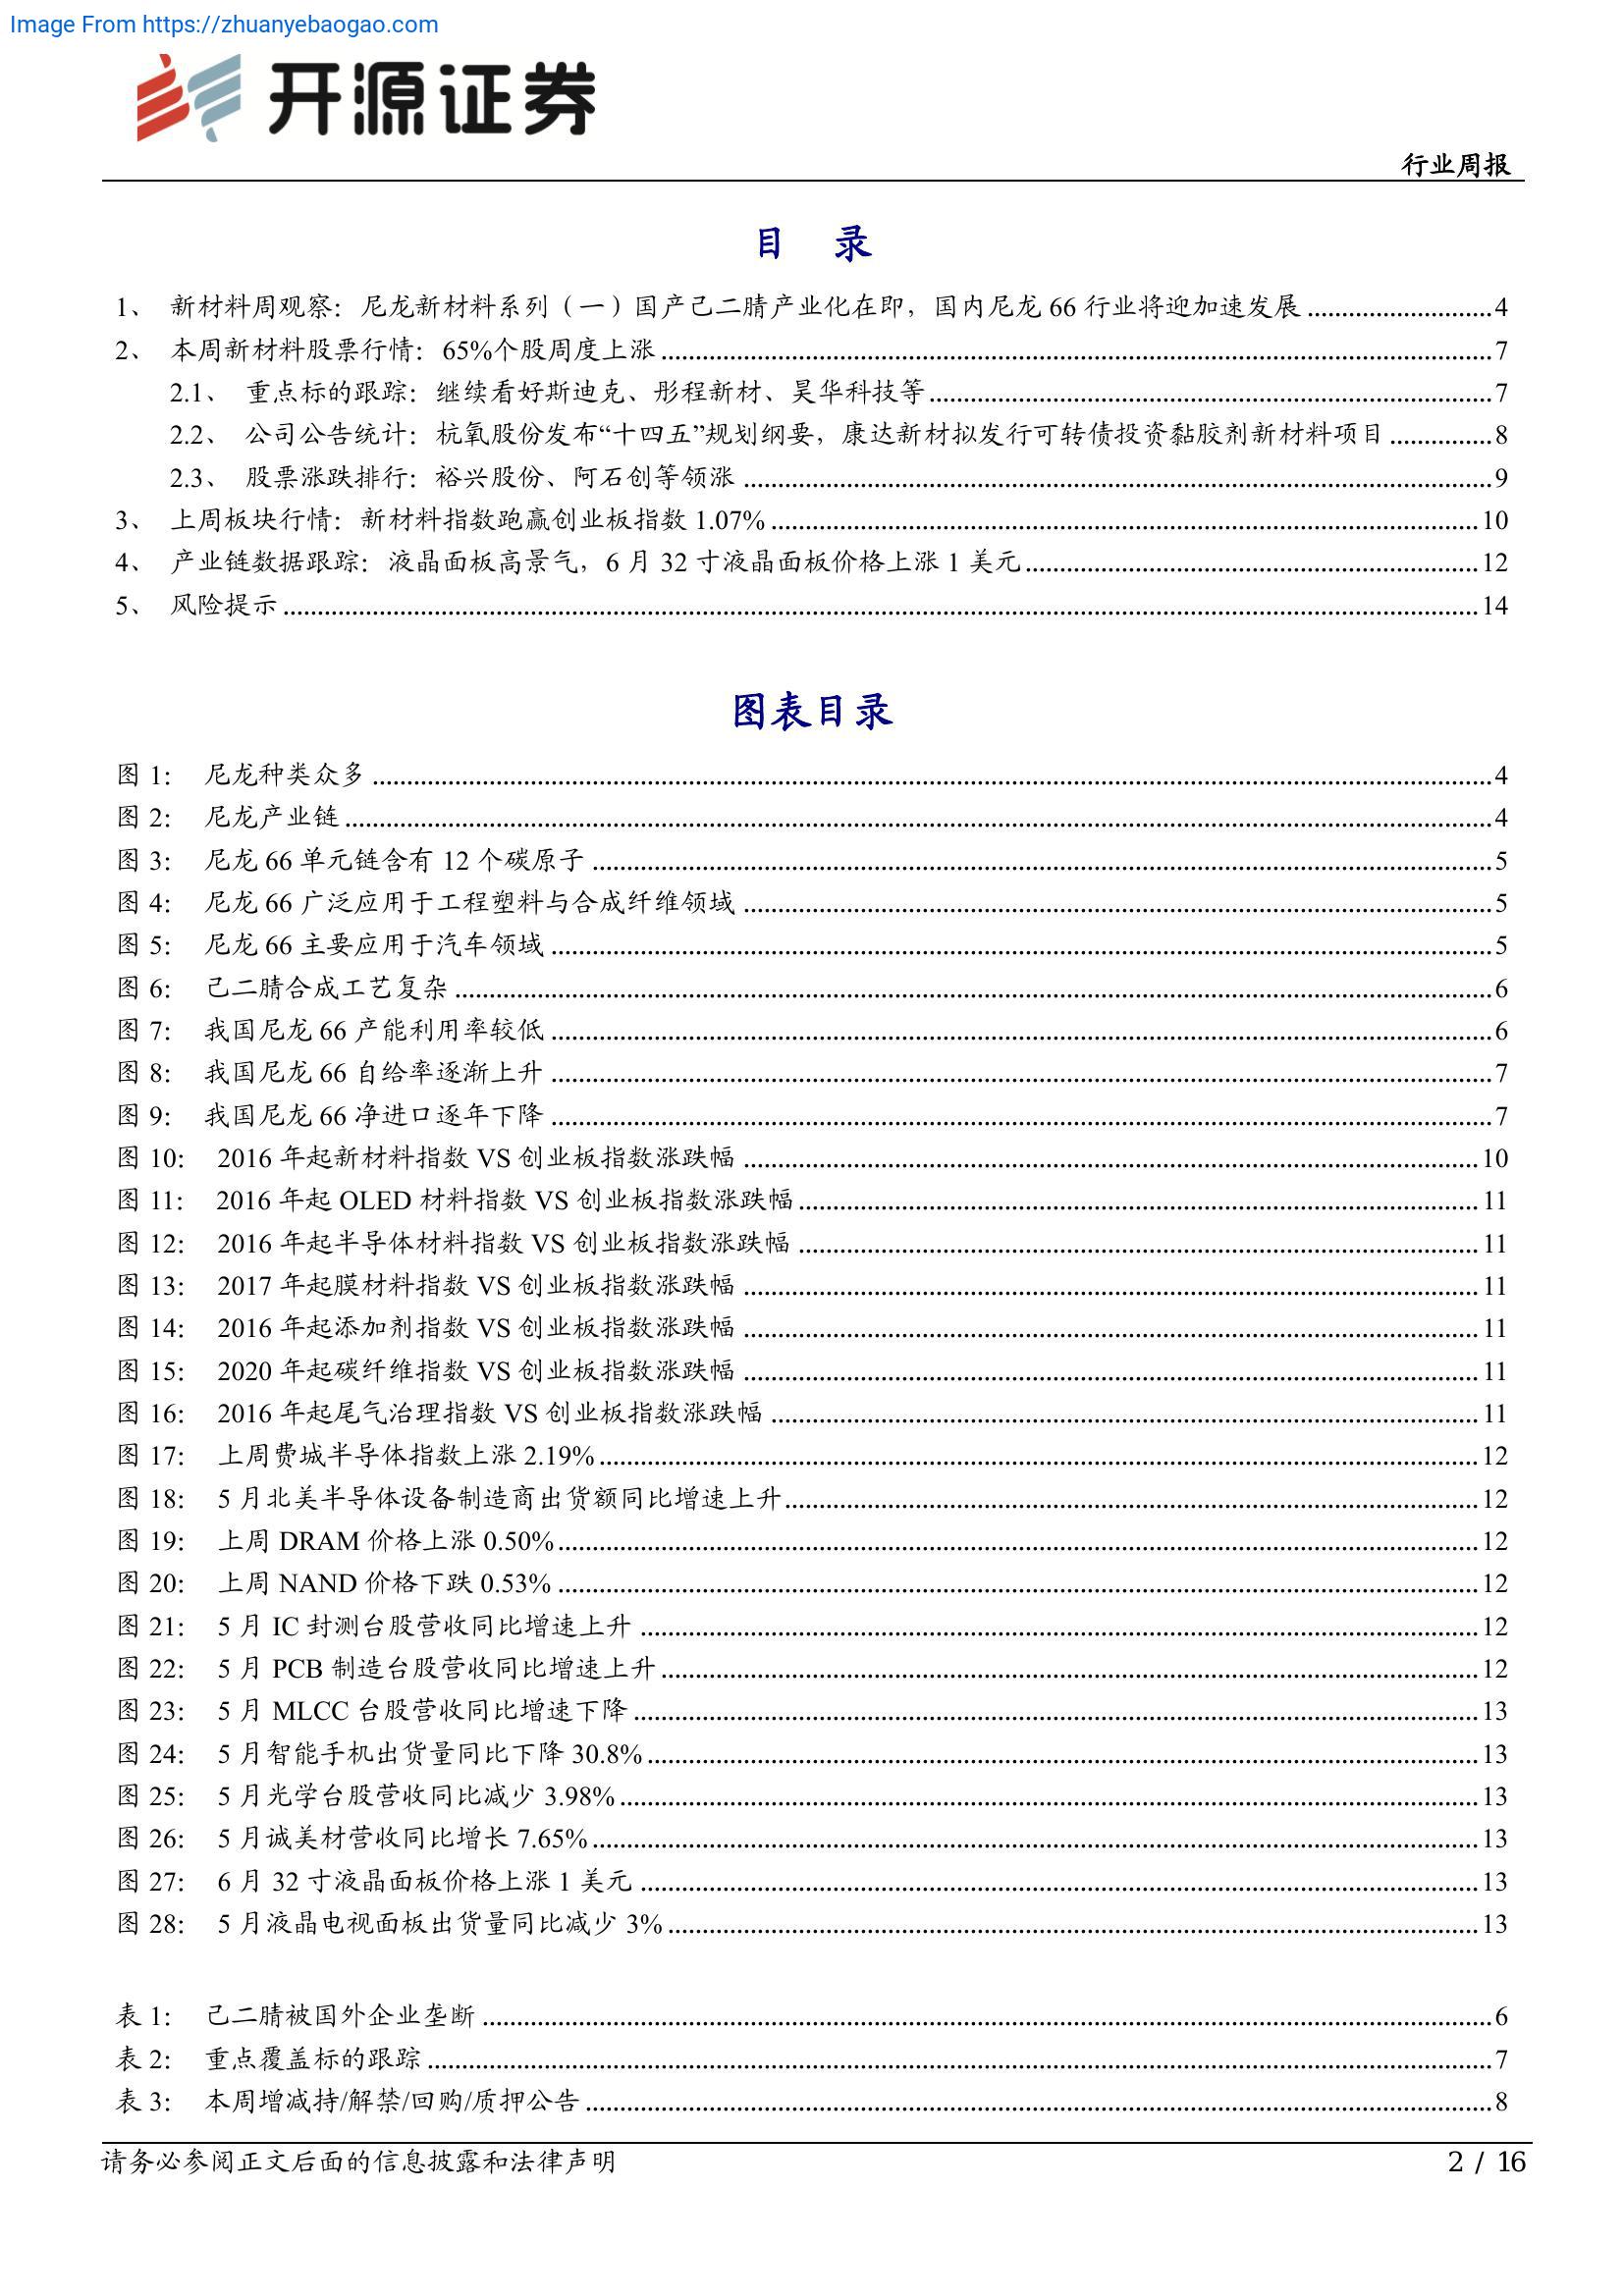 Image From https://zhuanyebaogao.com
开源证券
行业周报
目 录
1、 新材料周观察：尼龙新材料系列（一）国产己二腈产业化在即，国内尼龙 66 行业将迎加速发展 ........................... 4
2、 本周新材料股票行情：65%个股周度上涨 ........................... 7
2.1、 重点标的跟踪：继续看好斯迪克、彤程新材、昊华科技等 ........................... 7
2.2、 公司公告统计：杭氧股份发布“十四五”规划纲要，康达新材拟发行可转债投资黏胶剂新材料项目 ............... 8
2.3、 股票涨跌排行：裕兴股份、阿石创等领涨 ........................... 9
3、 上周板块行情：新材料指数跑赢创业板指数 1.07% ........................... 10
4、 产业链数据跟踪：液晶面板高景气，6 月 32 寸液晶面板价格上涨 1 美元 ........................... 12
5、 风险提示 ........................... 14
图表目录
图 1： 尼龙种类众多 ........................... 4
图 2： 尼龙产业链 ........................... 4
图 3： 尼龙 66 单元链含有 12 个碳原子 ........................... 5
图 4： 尼龙 66 广泛应用于工程塑料与合成纤维领域 ........................... 5
图 5： 尼龙 66 主要应用于汽车领域 ........................... 5
图 6： 己二腈合成工艺复杂 ........................... 6
图 7： 我国尼龙 66 产能利用率较低 ........................... 6
图 8： 我国尼龙 66 自给率逐渐上升 ........................... 7
图 9： 我国尼龙 66 净进口逐年下降 ........................... 7
图 10： 2016 年起新材料指数 VS 创业板指数涨跌幅 ........................... 10
图 11： 2016 年起 OLED 材料指数 VS 创业板指数涨跌幅 ........................... 11
图 12： 2016 年起半导体材料指数 VS 创业板指数涨跌幅 ........................... 11
图 13： 2017 年起膜材料指数 VS 创业板指数涨跌幅 ........................... 11
图 14： 2016 年起添加剂指数 VS 创业板指数涨跌幅 ........................... 11
图 15： 2020 年起碳纤维指数 VS 创业板指数涨跌幅 ........................... 11
图 16： 2016 年起尾气治理指数 VS 创业板指数涨跌幅 ........................... 11
图 17： 上周费城半导体指数上涨 2.19% ........................... 12
图 18： 5 月北美半导体设备制造商出货额同比增速上升 ........................... 12
图 19： 上周 DRAM 价格上涨 0.50% ........................... 12
图 20： 上周 NAND 价格下跌 0.53% ........................... 12
图 21： 5 月 IC 封测台股营收同比增速上升 ........................... 12
图 22： 5 月 PCB 制造台股营收同比增速上升 ........................... 12
图 23： 5 月 MLCC 台股营收同比增速下降 ........................... 13
图 24： 5 月智能手机出货量同比下降 30.8% ........................... 13
图 25： 5 月光学台股营收同比减少 3.98% ........................... 13
图 26： 5 月诚美材营收同比增长 7.65% ........................... 13
图 27： 6 月 32 寸液晶面板价格上涨 1 美元 ........................... 13
图 28： 5 月液晶电视面板出货量同比减少 3% ........................... 13
表 1： 己二腈被国外企业垄断 ........................... 6
表 2： 重点覆盖标的跟踪 ........................... 7
表 3： 本周增减持/解禁/回购/质押公告 ........................... 8
请务必参阅正文后面的信息披露和法律声明 2 / 16